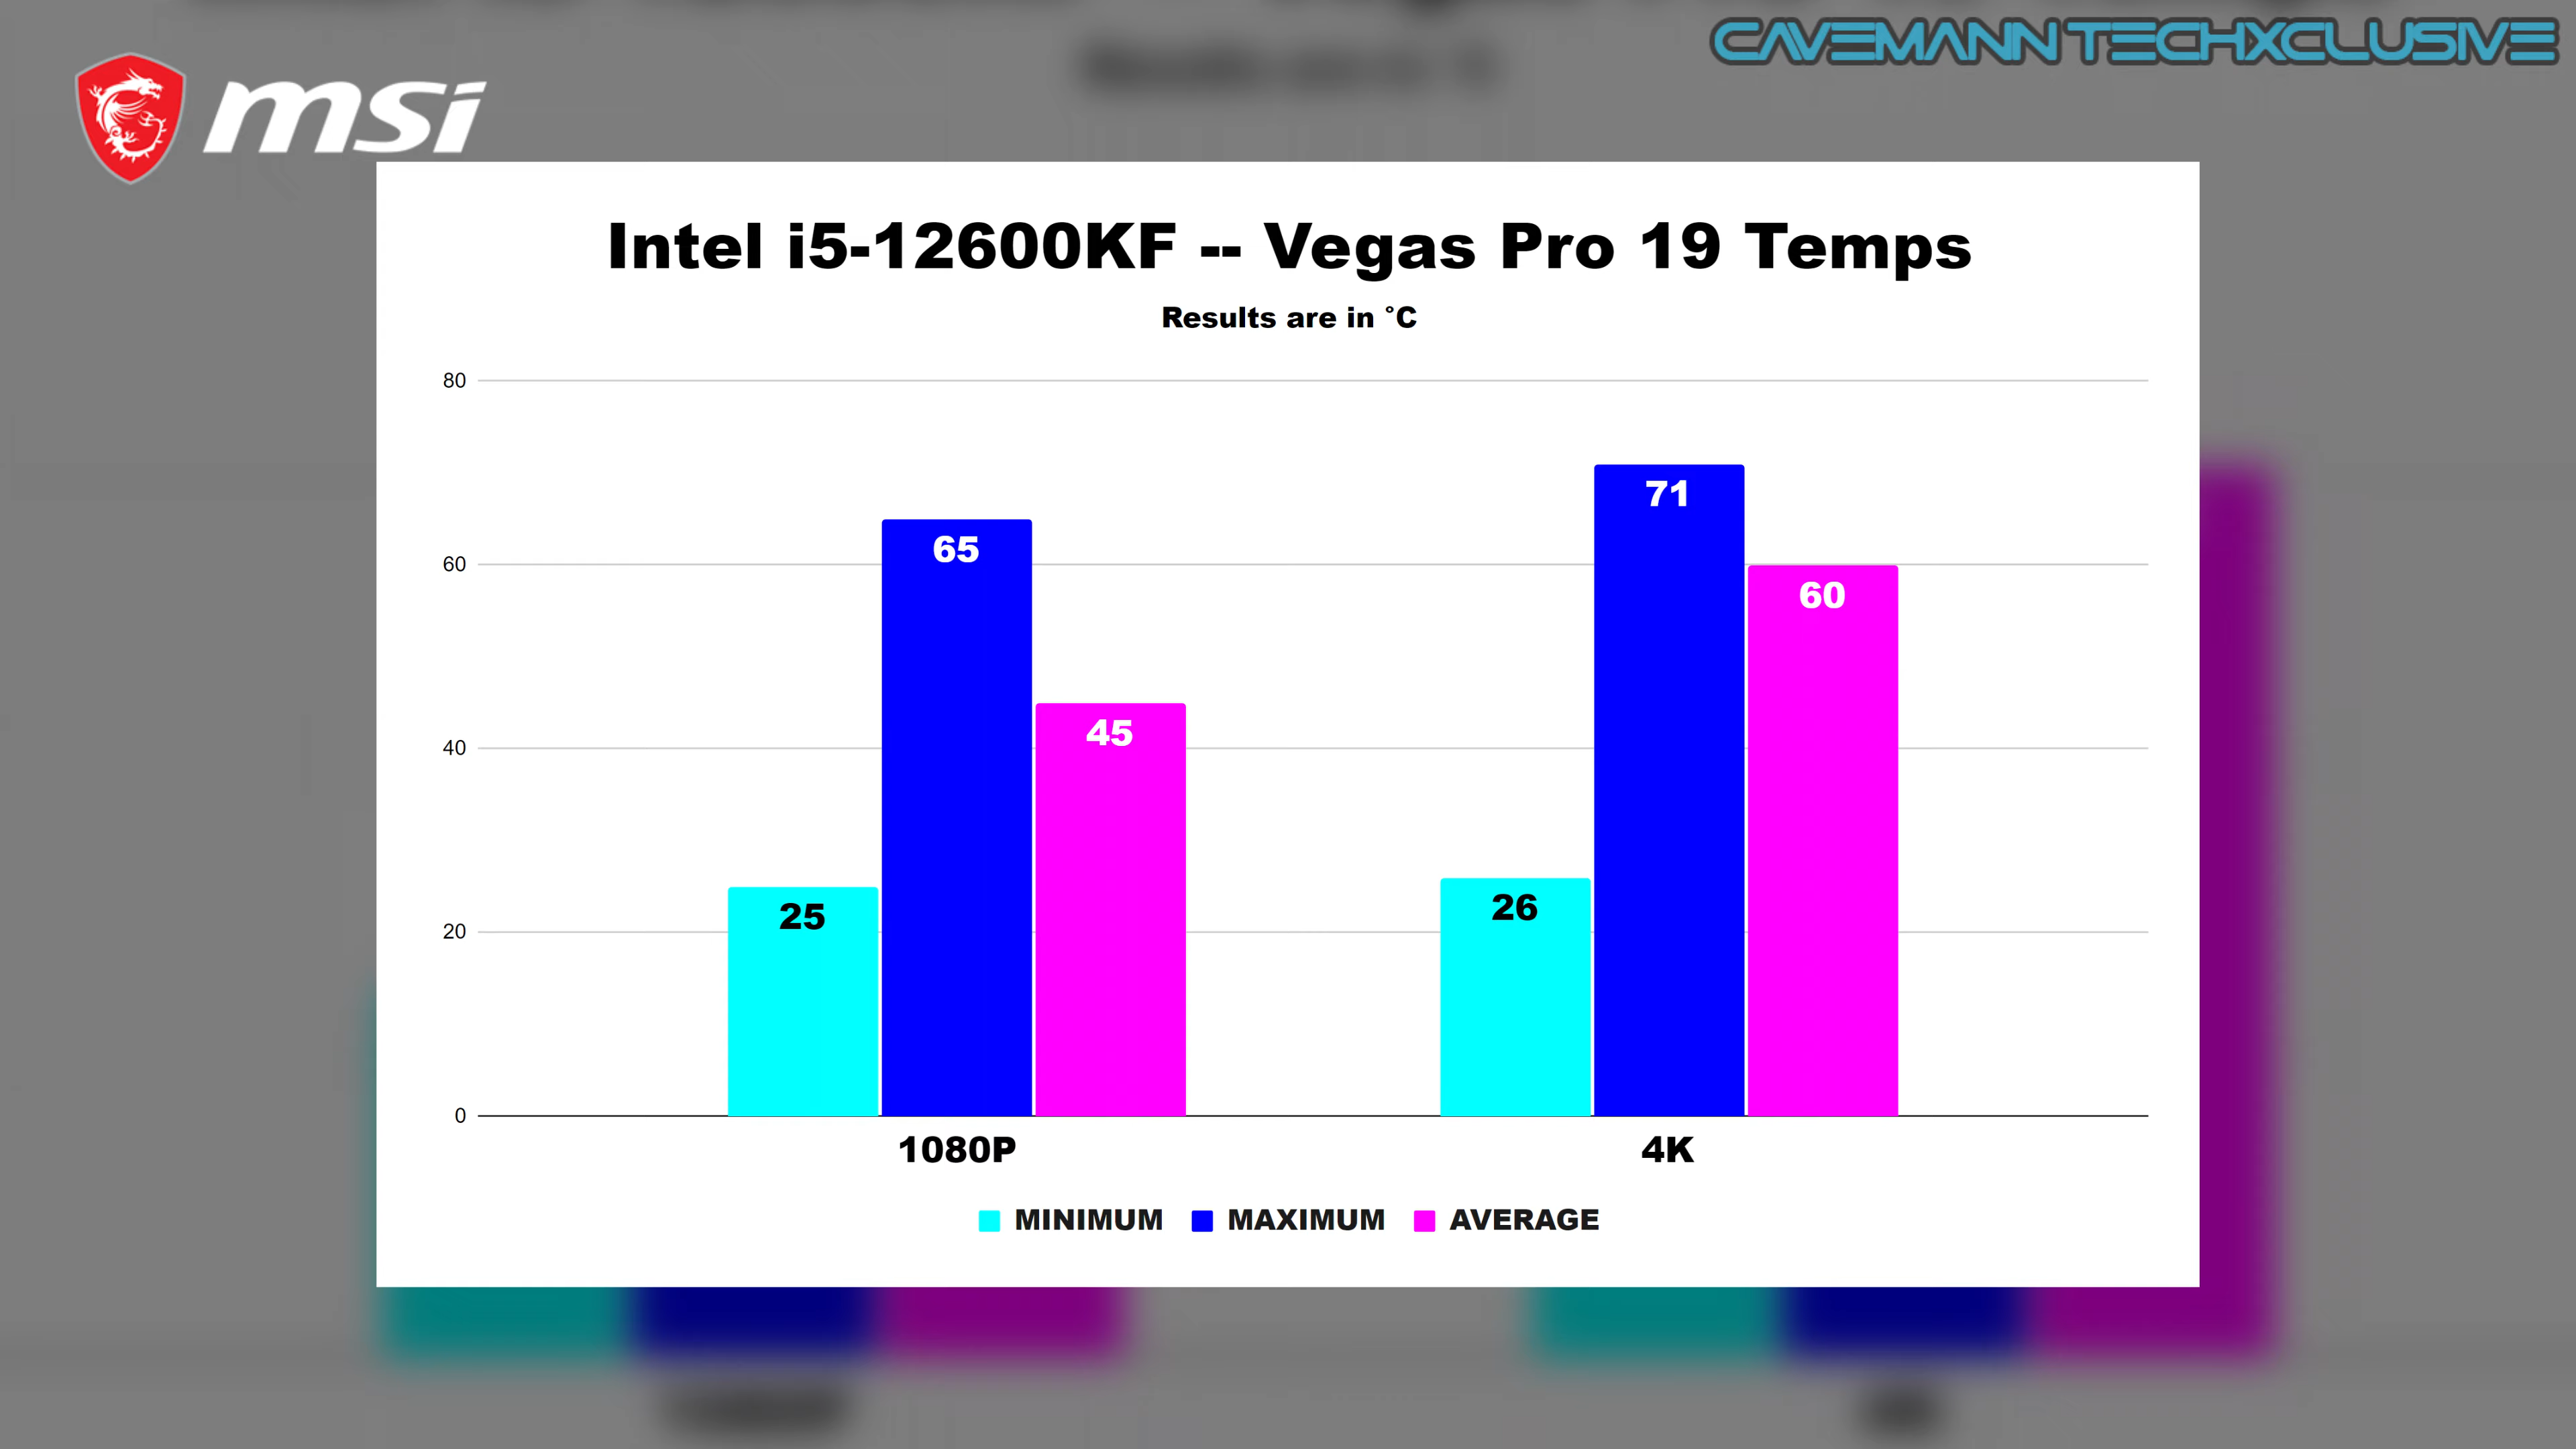 CAVEMANN TECHXCLUSIVE
msi
Intel i5-12600KF -- Vegas Pro 19 Temps
Results are in °C
80
60
40
20
0
65
45
25
71
60
26
1080P
4K
MINIMUM
MAXIMUM
AVERAGE